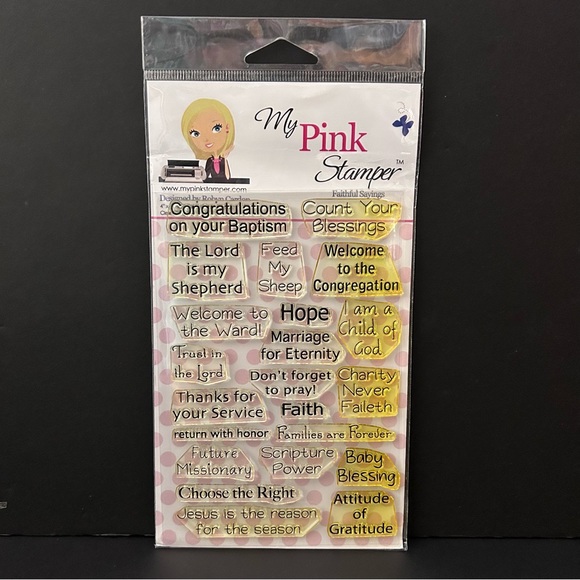 My Pink Stamper™
www.mypinkstamper.com
Faithful Sayings
Designed by Robyn
Congratulations
on your Baptism
Count Your
Blessings
The Lord
is my
Shepherd
Feed
My
Sheep
Welcome
to the
Congregation
Welcome to
the Ward!
Hope
I am a
Child of
God
Marriage
for Eternity
Trust in
the Lord
Don't forget
to pray!
Charity
Never
Faileth
Thanks for
your Service
Faith
return with honor
Families are Forever
Future
Missionary
Scripture
Power
Baby
Blessing
Choose the Right
Attitude
of
Gratitude
Jesus is the reason
for the season